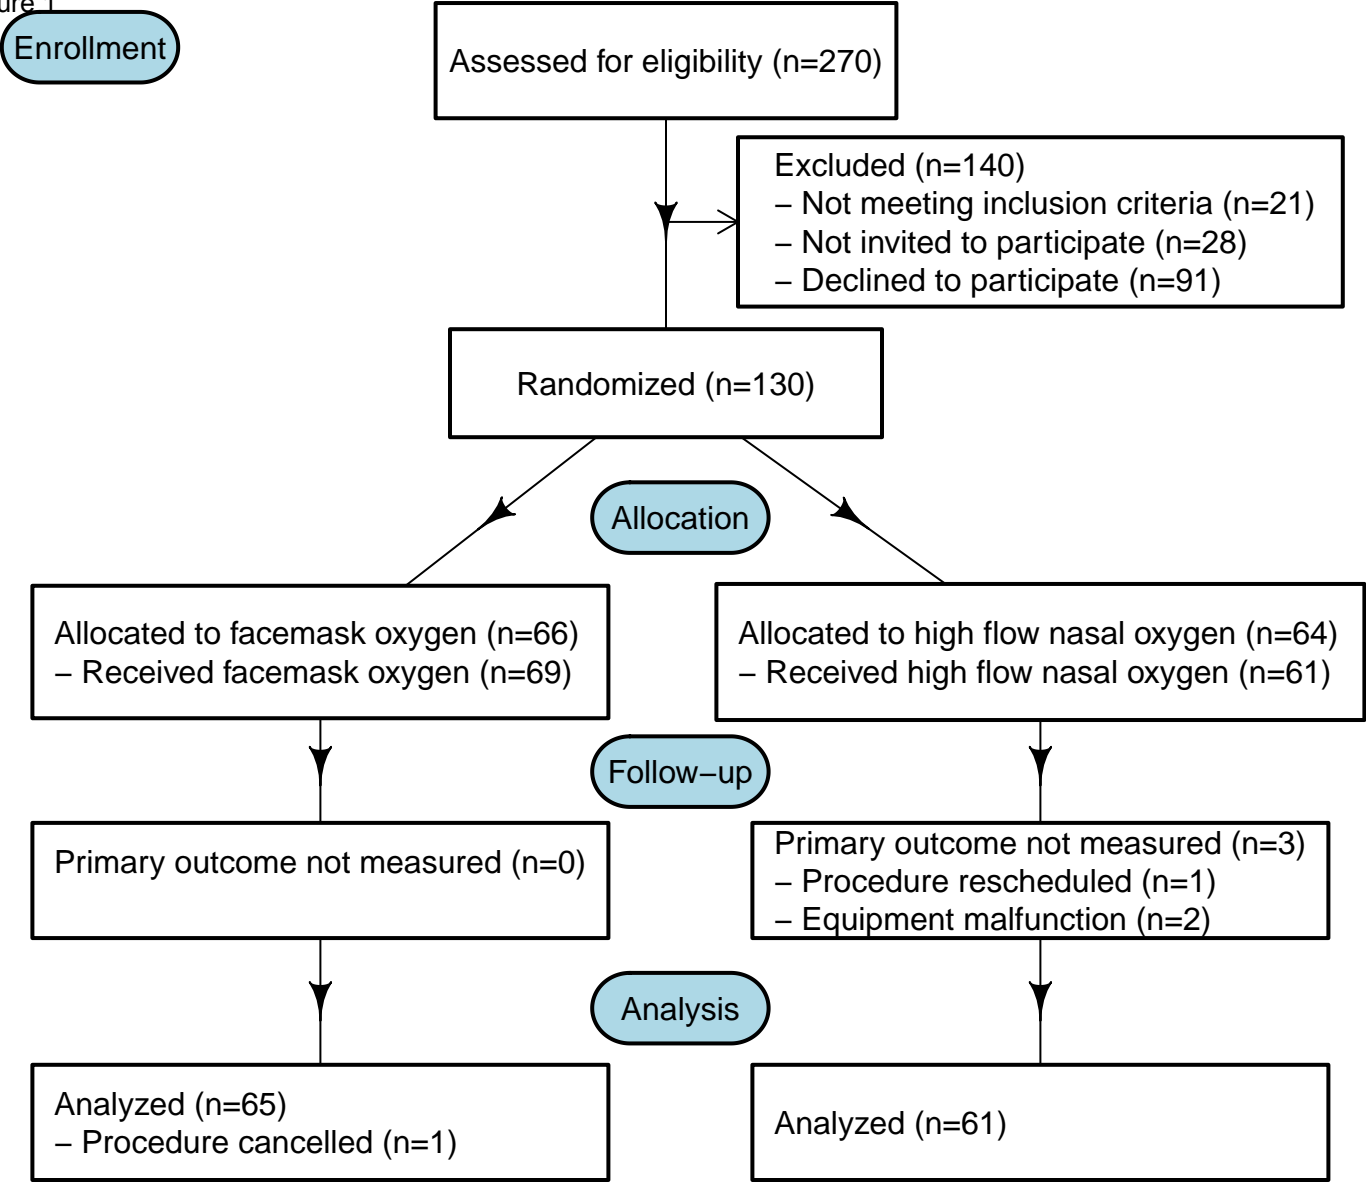 Enrollment
Assessed for eligibility (n=270)
Excluded (n=140)
– Not meeting inclusion criteria (n=21)
– Not invited to participate (n=28)
– Declined to participate (n=91)
Randomized (n=130)
Allocation
Allocated to facemask oxygen (n=66)
– Received facemask oxygen (n=69)
Allocated to high flow nasal oxygen (n=64)
– Received high flow nasal oxygen (n=61)
Follow–up
Primary outcome not measured (n=0)
Primary outcome not measured (n=3)
– Procedure rescheduled (n=1)
– Equipment malfunction (n=2)
Analysis
Analyzed (n=65)
– Procedure cancelled (n=1)
Analyzed (n=61)